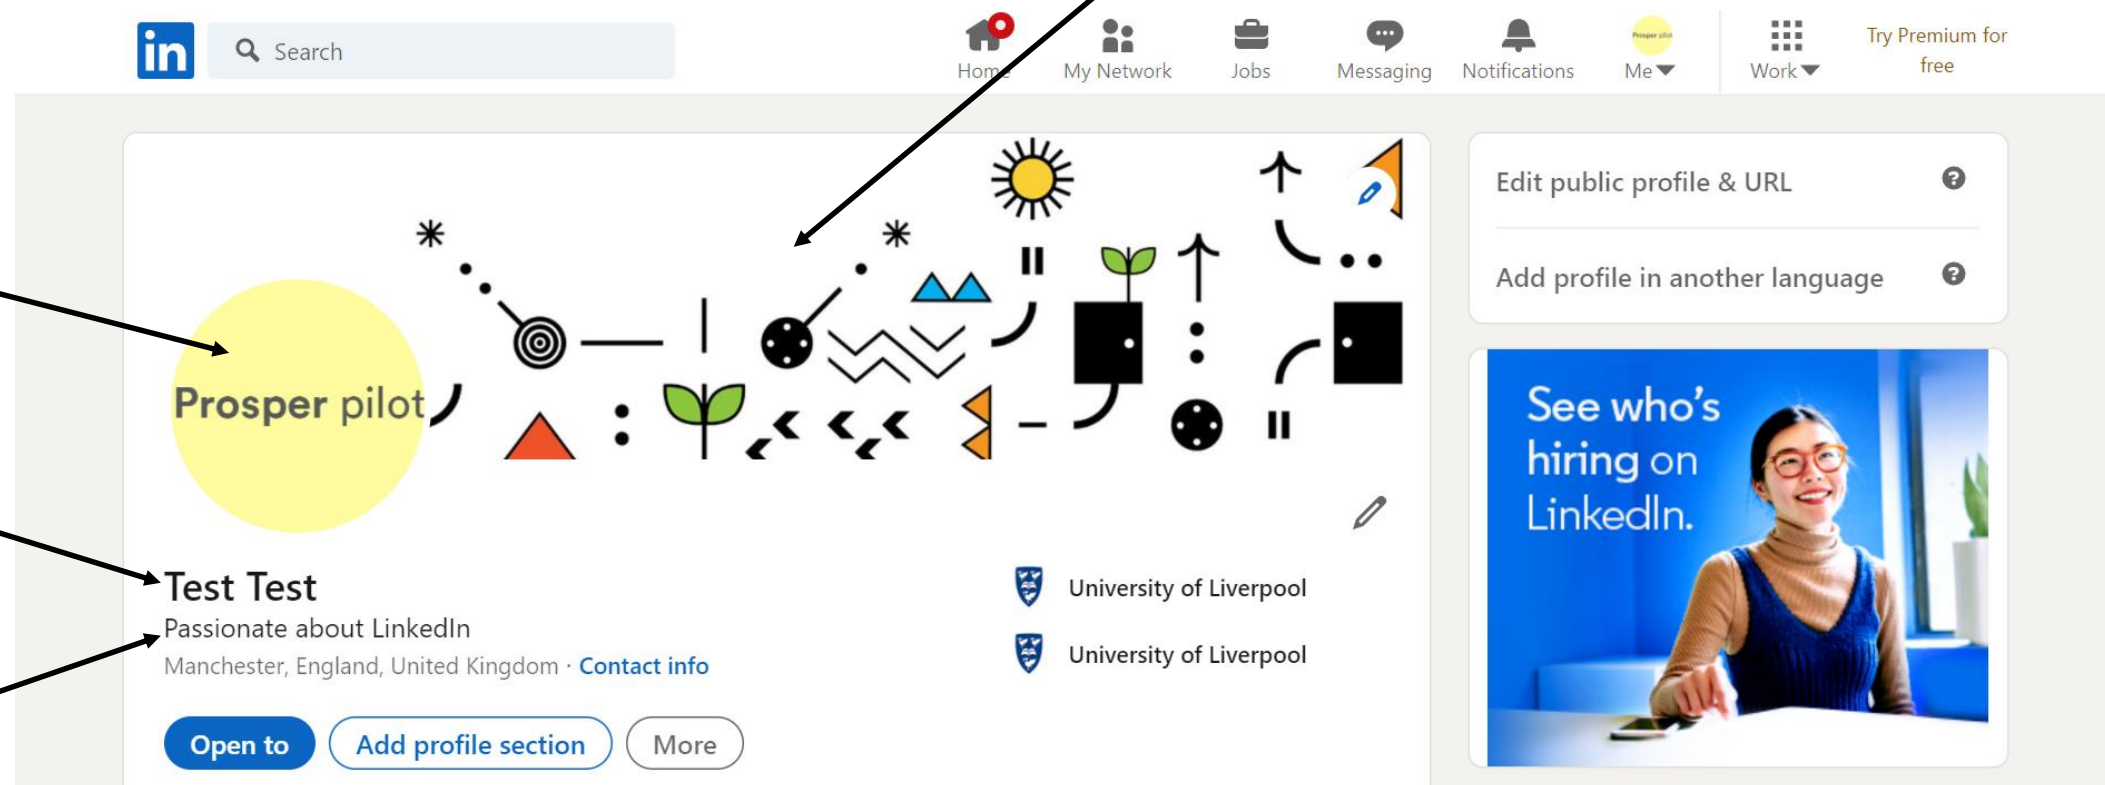 in
Search
Home
My Network
Jobs
Messaging
Notifications
Prosper pilot
Me
Work
Try Premium for
free
Prosper pilot
Test Test
Passionate about LinkedIn
Manchester, England, United Kingdom · Contact info
Open to
Add profile section
More
University of Liverpool
University of Liverpool
Edit public profile & URL
?
Add profile in another language
?
See who's
hiring on
LinkedIn.